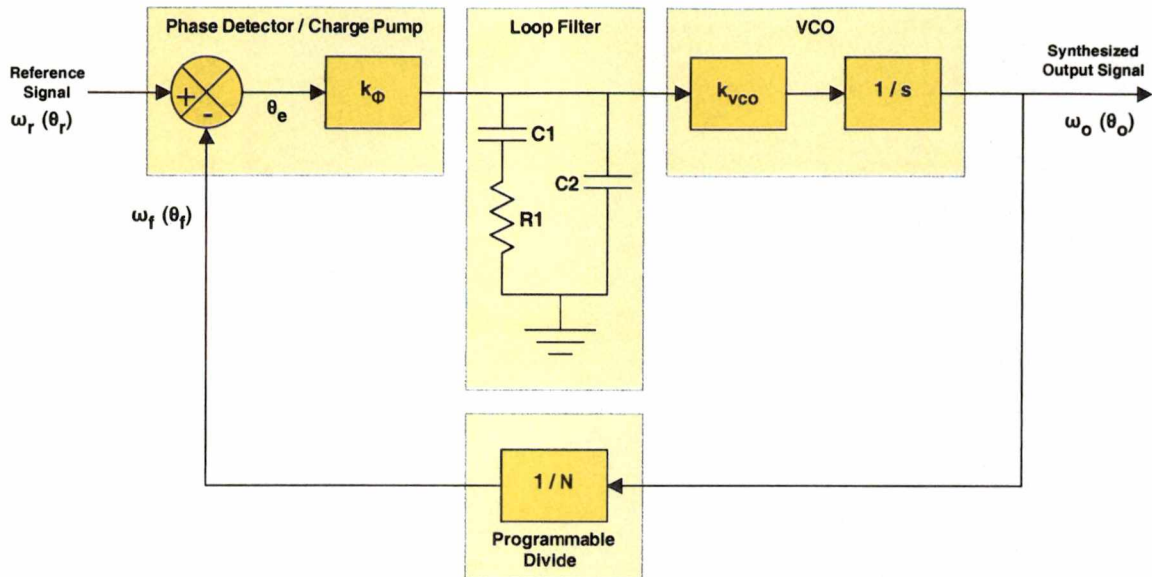 Phase Detector / Charge Pump
Loop Filter
VCO
Reference
Signal
ωr (θr)
+
-
θe
kΦ
C1
R1
C2
kvco
1 / s
Synthesized
Output Signal
ωo (θo)
ωf (θf)
1 / N
Programmable
Divide